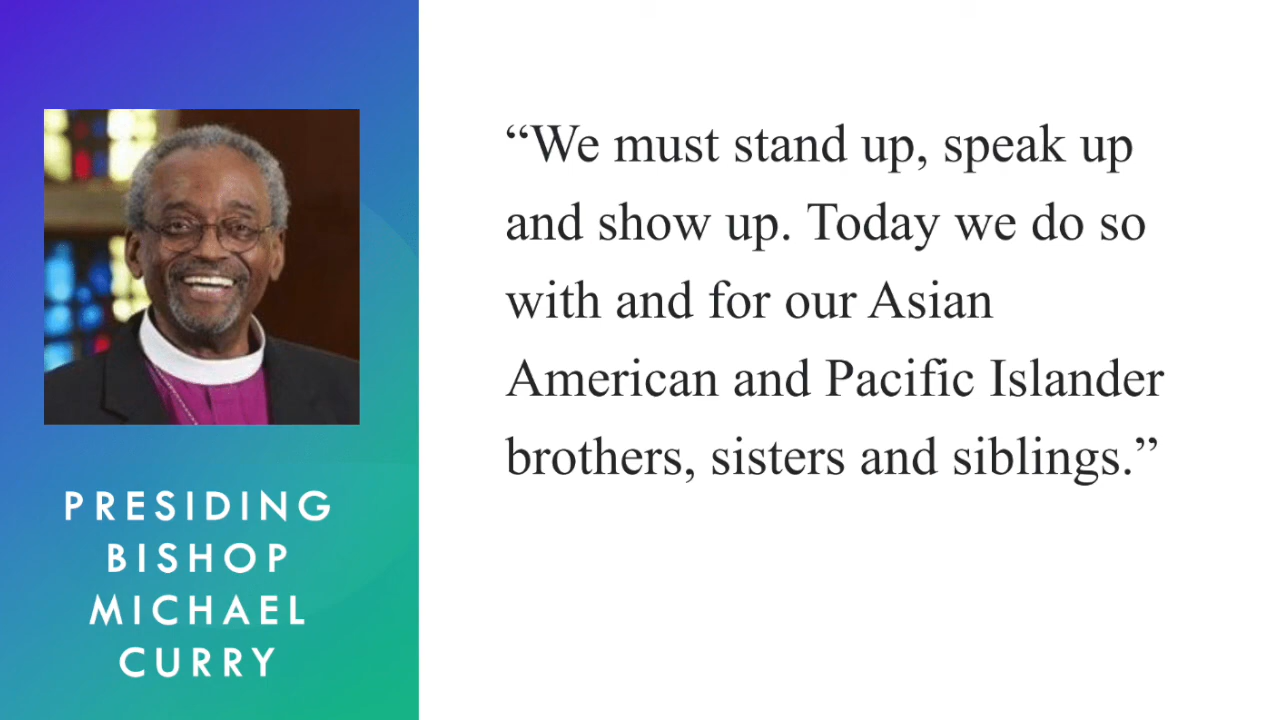 PRESIDING
BISHOP
MICHAEL
CURRY
“We must stand up, speak up
and show up. Today we do so
with and for our Asian
American and Pacific Islander
brothers, sisters and siblings.”